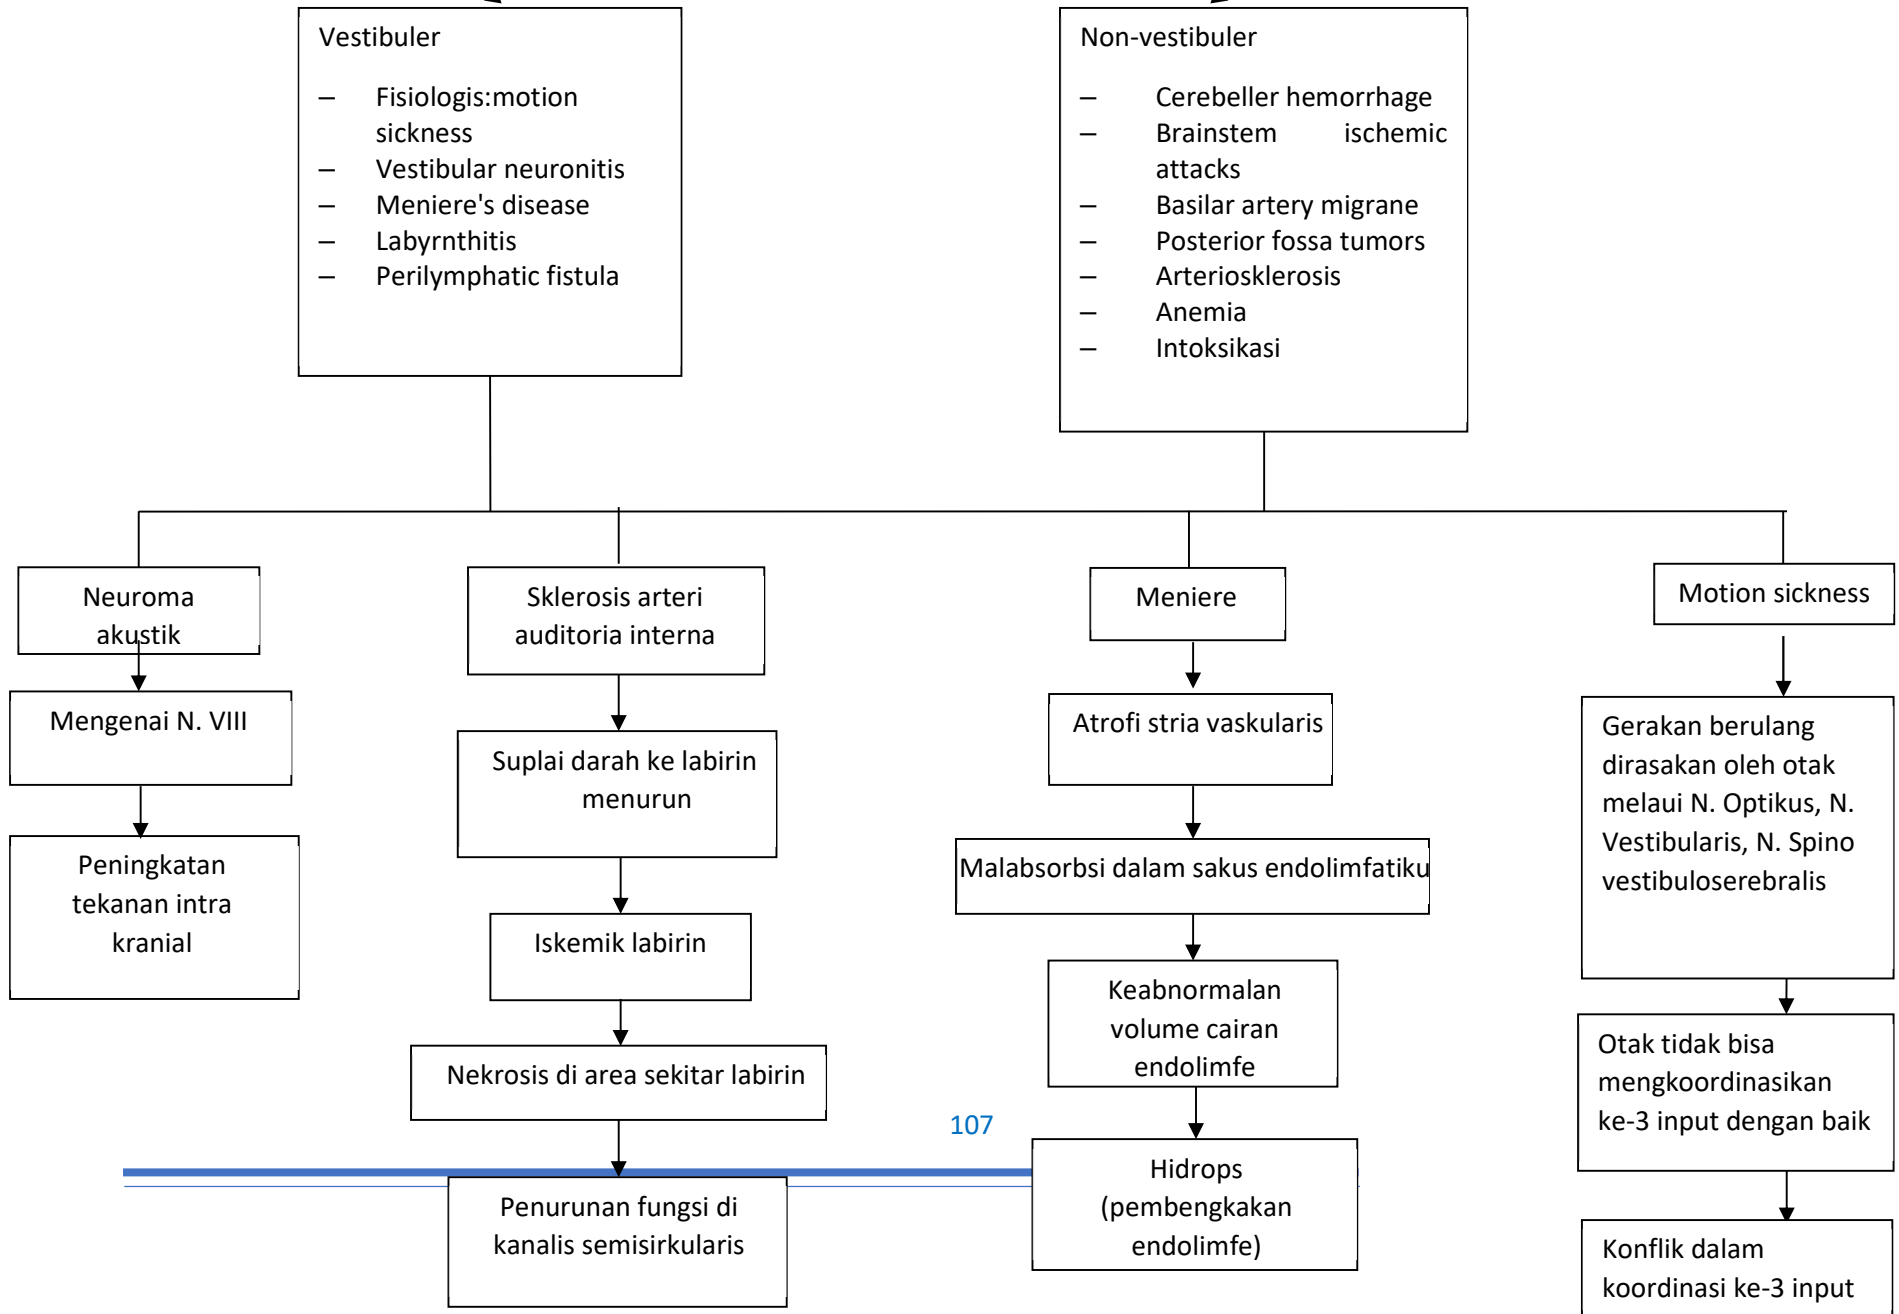 Vestibuler
– Fisiologis:motion
sickness
– Vestibular neuronitis
– Meniere's disease
– Labyrnthitis
– Perilymphatic fistula
Non-vestibuler
– Cerebeller hemorrhage
– Brainstem ischemic
attacks
– Basilar artery migrane
– Posterior fossa tumors
– Arteriosklerosis
– Anemia
– Intoksikasi
Neuroma
akustik
Mengenai N. VIII
Peningkatan
tekanan intra
kranial
Sklerosis arteri
auditoria interna
Suplai darah ke labirin
menurun
Iskemik labirin
Nekrosis di area sekitar labirin
Penurunan fungsi di
kanalis semisirkularis
Meniere
Atrofi stria vaskularis
Malabsorbsi dalam sakus endolimfatiku
Keabnormalan
volume cairan
endolimfe
Hidrops
(pembengkakan
endolimfe)
Motion sickness
Gerakan berulang
dirasakan oleh otak
melaui N. Optikus, N.
Vestibularis, N. Spino
vestibuloserebralis
Otak tidak bisa
mengkoordinasikan
ke-3 input dengan baik
Konflik dalam
koordinasi ke-3 input
107